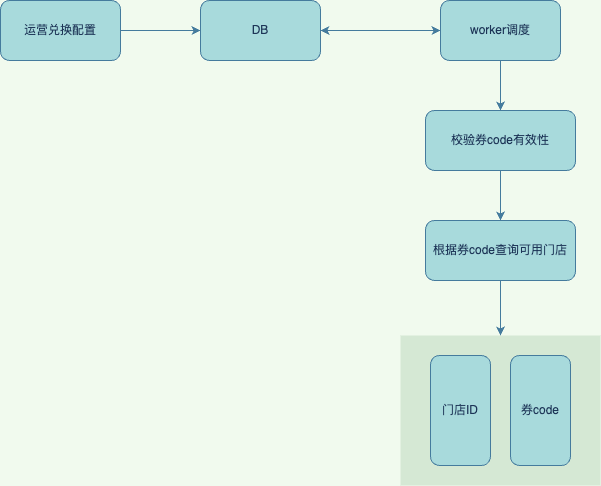 运营兑换配置
DB
worker调度
校验券code有效性
根据券code查询可用门店
门店ID
券code